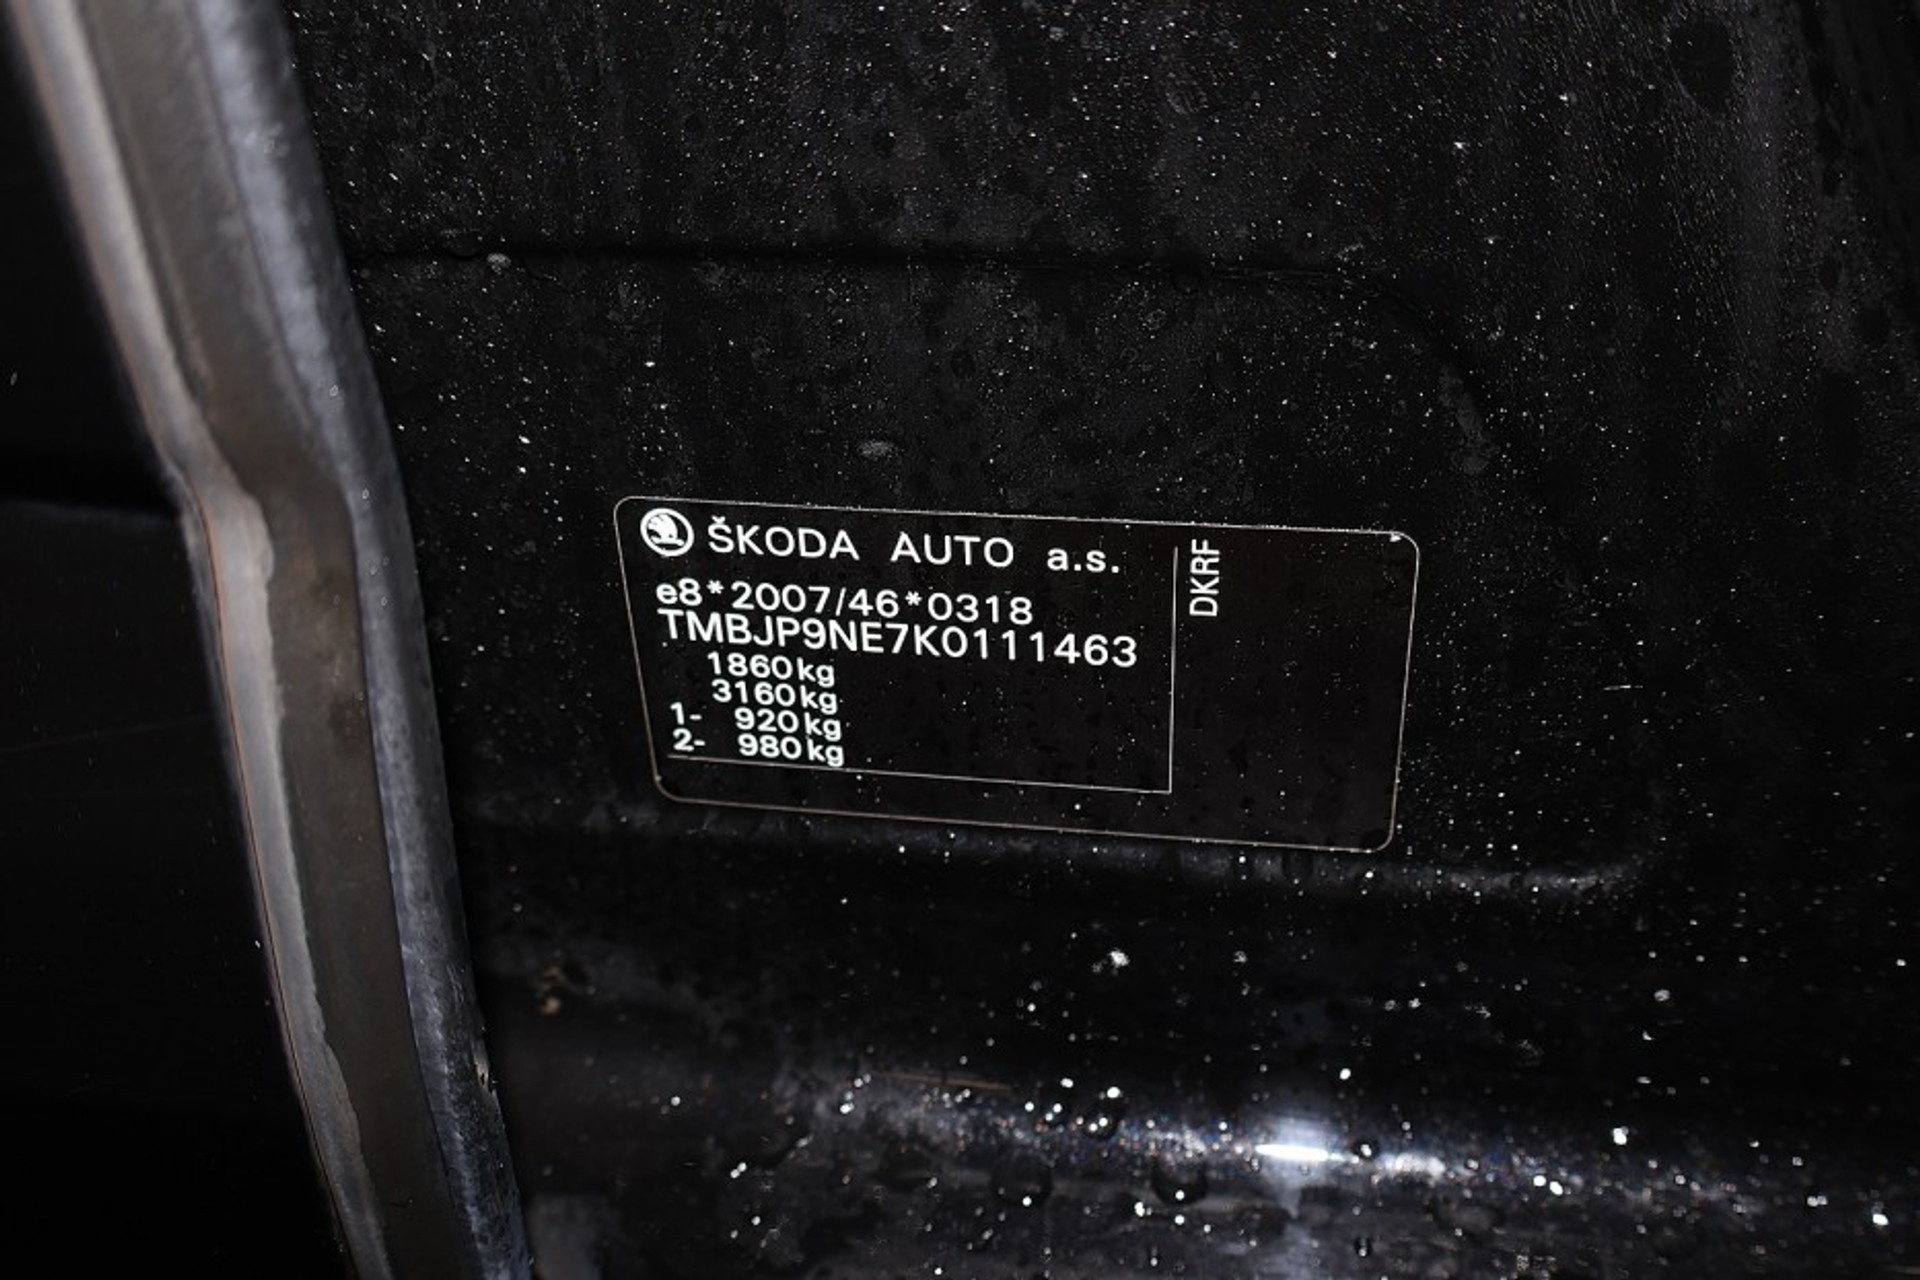 ŠKODA AUTO a.s.
e8*2007/46*0318
TMBJP9NE7K0111463
1860kg
3160kg
1- 920kg
2- 980kg
DKRF